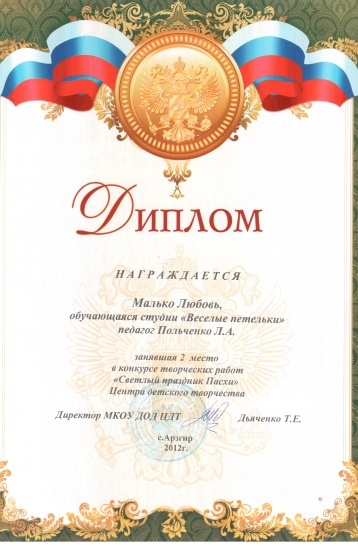 Диплом
НАГРАЖДАЕТСЯ
Малько Любовь,
обучающаяся студии «Веселые петельки»
педагог Польченко Л.А.
занявшая 2 место
в конкурсе творческих работ
«Светлый праздник Пасхи»
Центра детского творчества
Директор МКОУ ДОД ЦДТ Дьяченко Т.Е.
с.Арзгир
2012г.